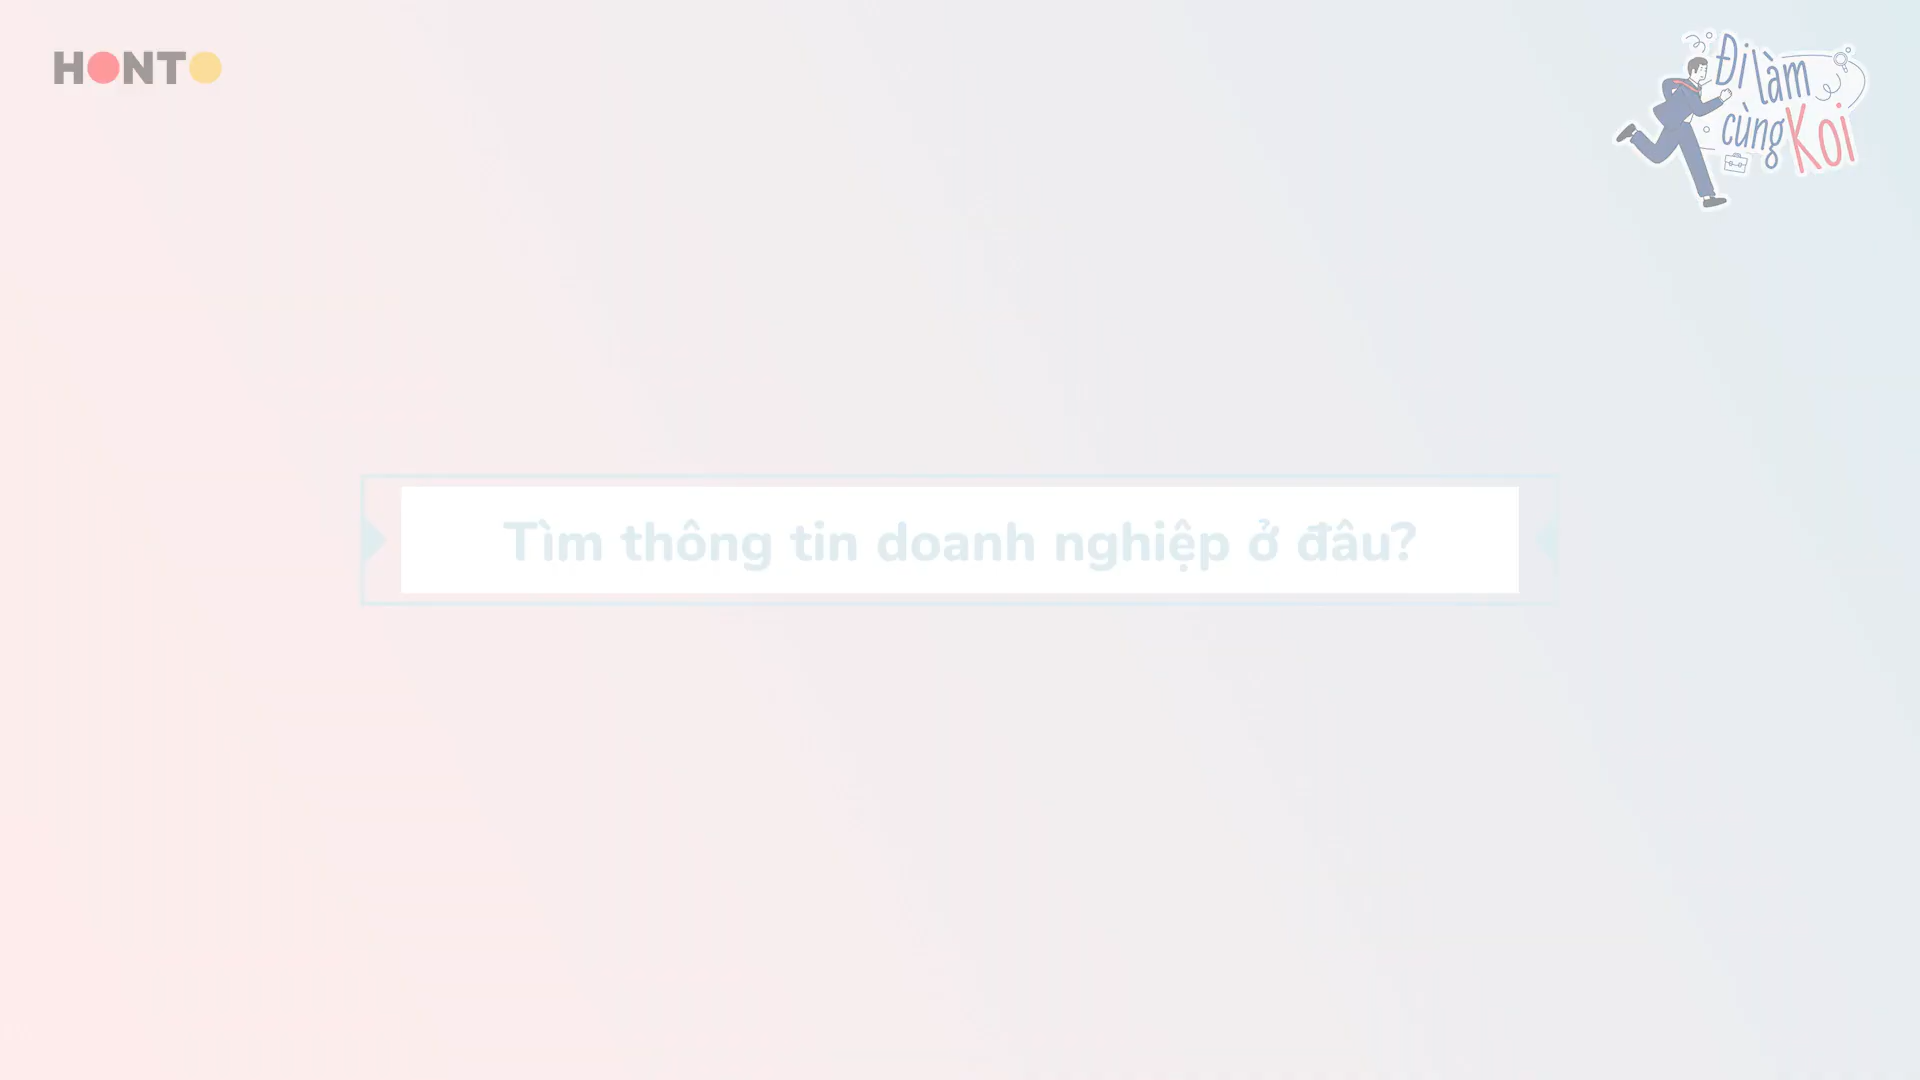 HONTO
Đi làm
cùng Koi
Tìm thông tin doanh nghiệp ở đâu?